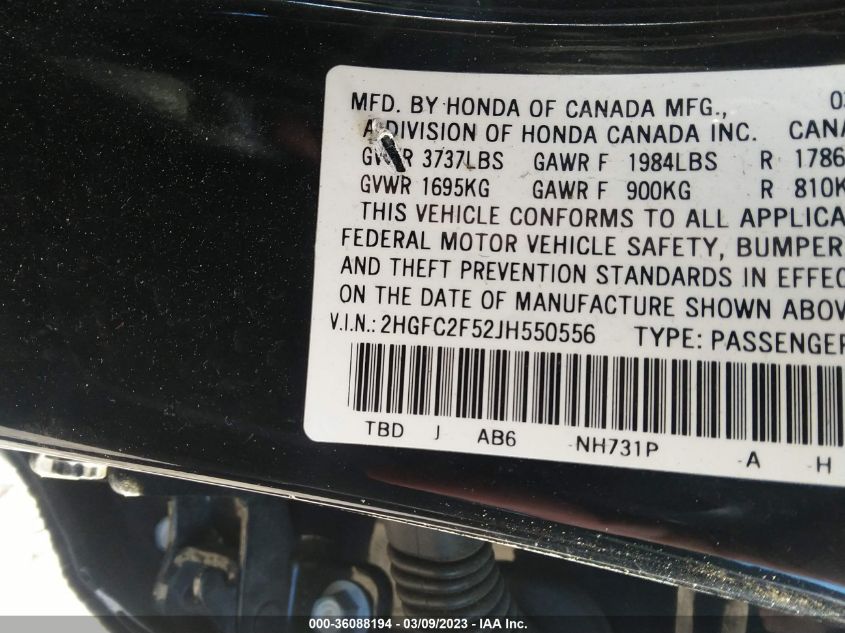 MFD. BY HONDA OF CANADA MFG., 03
A DIVISION OF HONDA CANADA INC. CANA
GVWR 3737LBS GAWR F 1984LBS R 1786
GVWR 1695KG GAWR F 900KG R 810K
THIS VEHICLE CONFORMS TO ALL APPLICA
FEDERAL MOTOR VEHICLE SAFETY, BUMPER
AND THEFT PREVENTION STANDARDS IN EFFEC
ON THE DATE OF MANUFACTURE SHOWN ABOV
V.I.N.: 2HGFC2F52JH550556 TYPE: PASSENGER
TBD J AB6 -NH731P -A -H
000-36088194 - 03/09/2023 - IAA Inc.